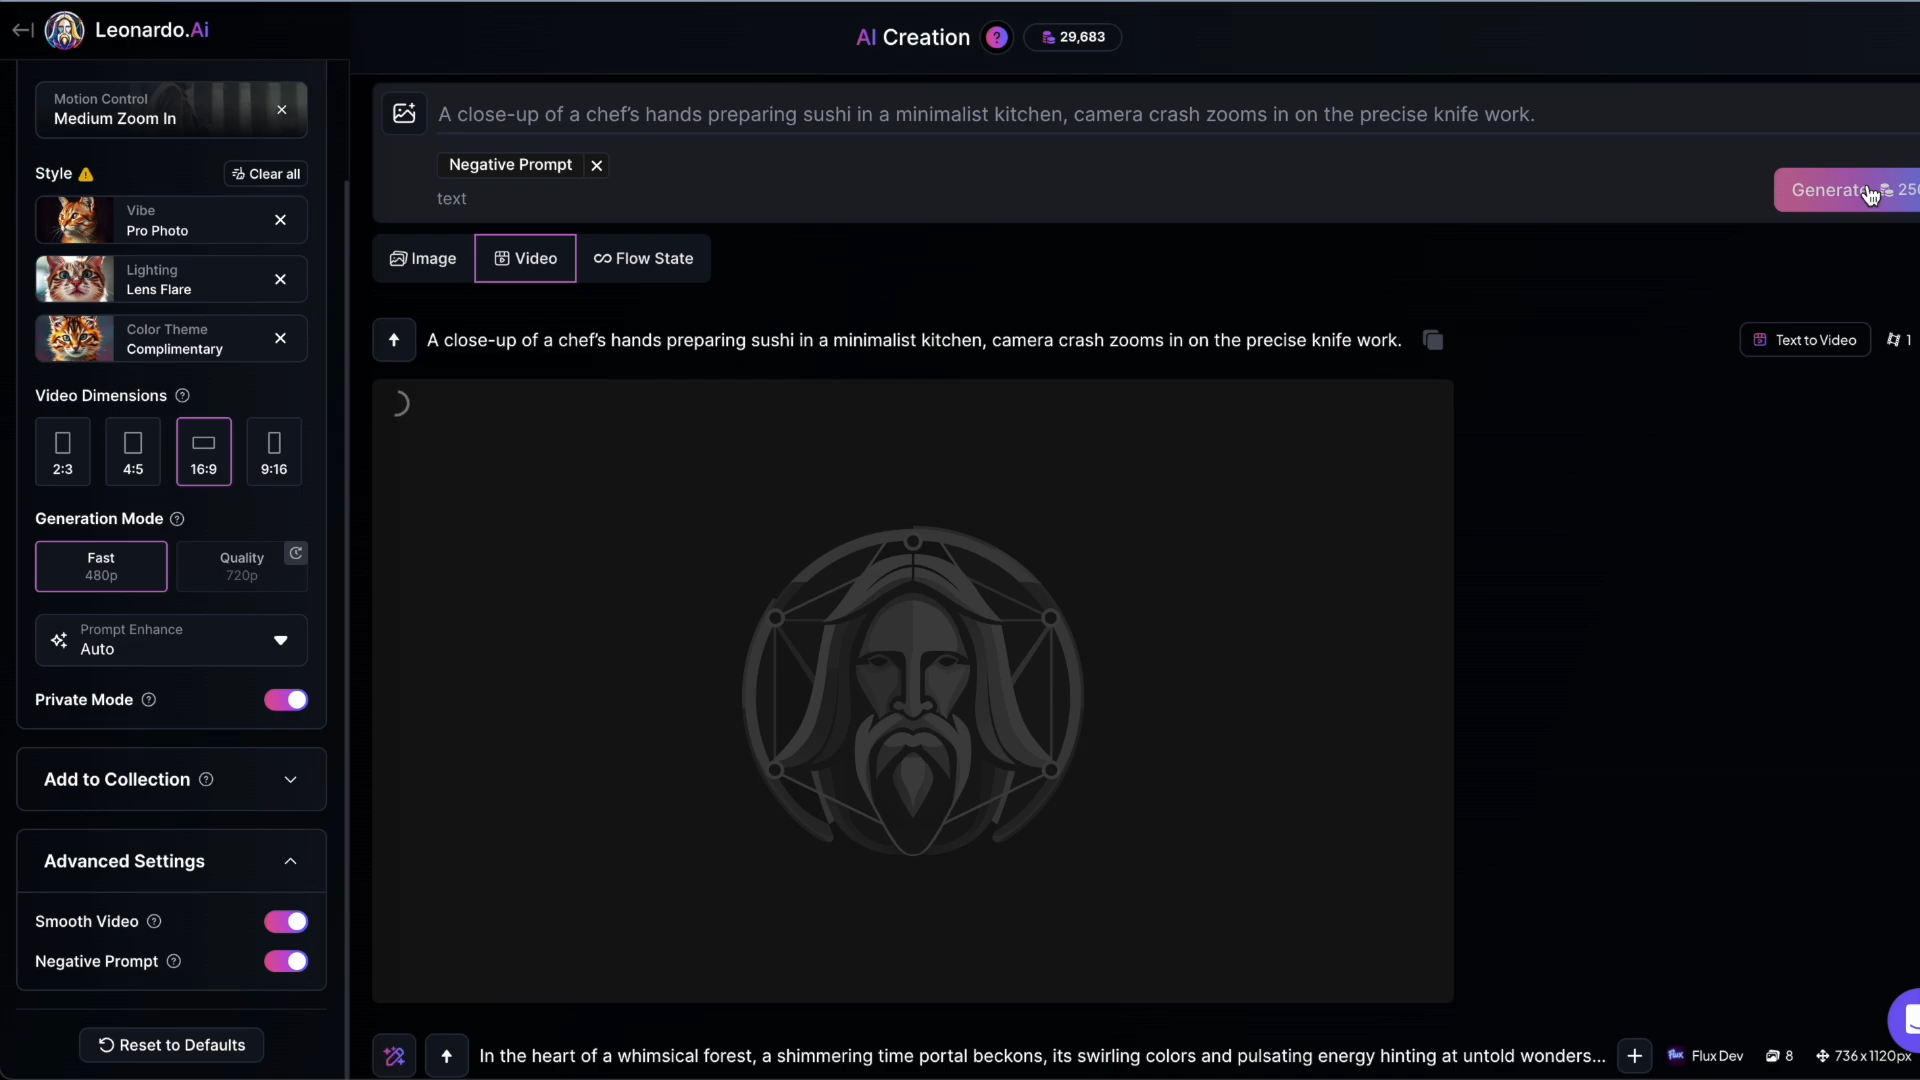 Leonardo.Ai
AI Creation ? 29,683
Motion Control
Medium Zoom In
A close-up of a chef's hands preparing sushi in a minimalist kitchen, camera crash zooms in on the precise knife work.
Negative Prompt
text
Generate 250
Style
Clear all
Vibe
Pro Photo
Lighting
Lens Flare
Color Theme
Complimentary
Image
Video
Flow State
A close-up of a chef's hands preparing sushi in a minimalist kitchen, camera crash zooms in on the precise knife work.
Text to Video
1
Video Dimensions ?
2:3
4:5
16:9
9:16
Generation Mode ?
Fast
480p
Quality
720p
Prompt Enhance
Auto
Private Mode ?
Add to Collection ?
Advanced Settings
Smooth Video ?
Negative Prompt ?
Reset to Defaults
In the heart of a whimsical forest, a shimmering time portal beckons, its swirling colors and pulsating energy hinting at untold wonders...
Flux Flux Dev
8
736x1120px